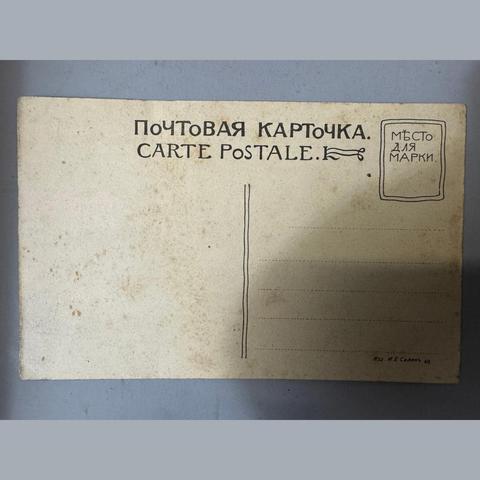 ПОЧТОВАЯ КАРТОЧКА.
CARTE POSTALE.
МѢСТО
ДЛЯ
МАРКИ.